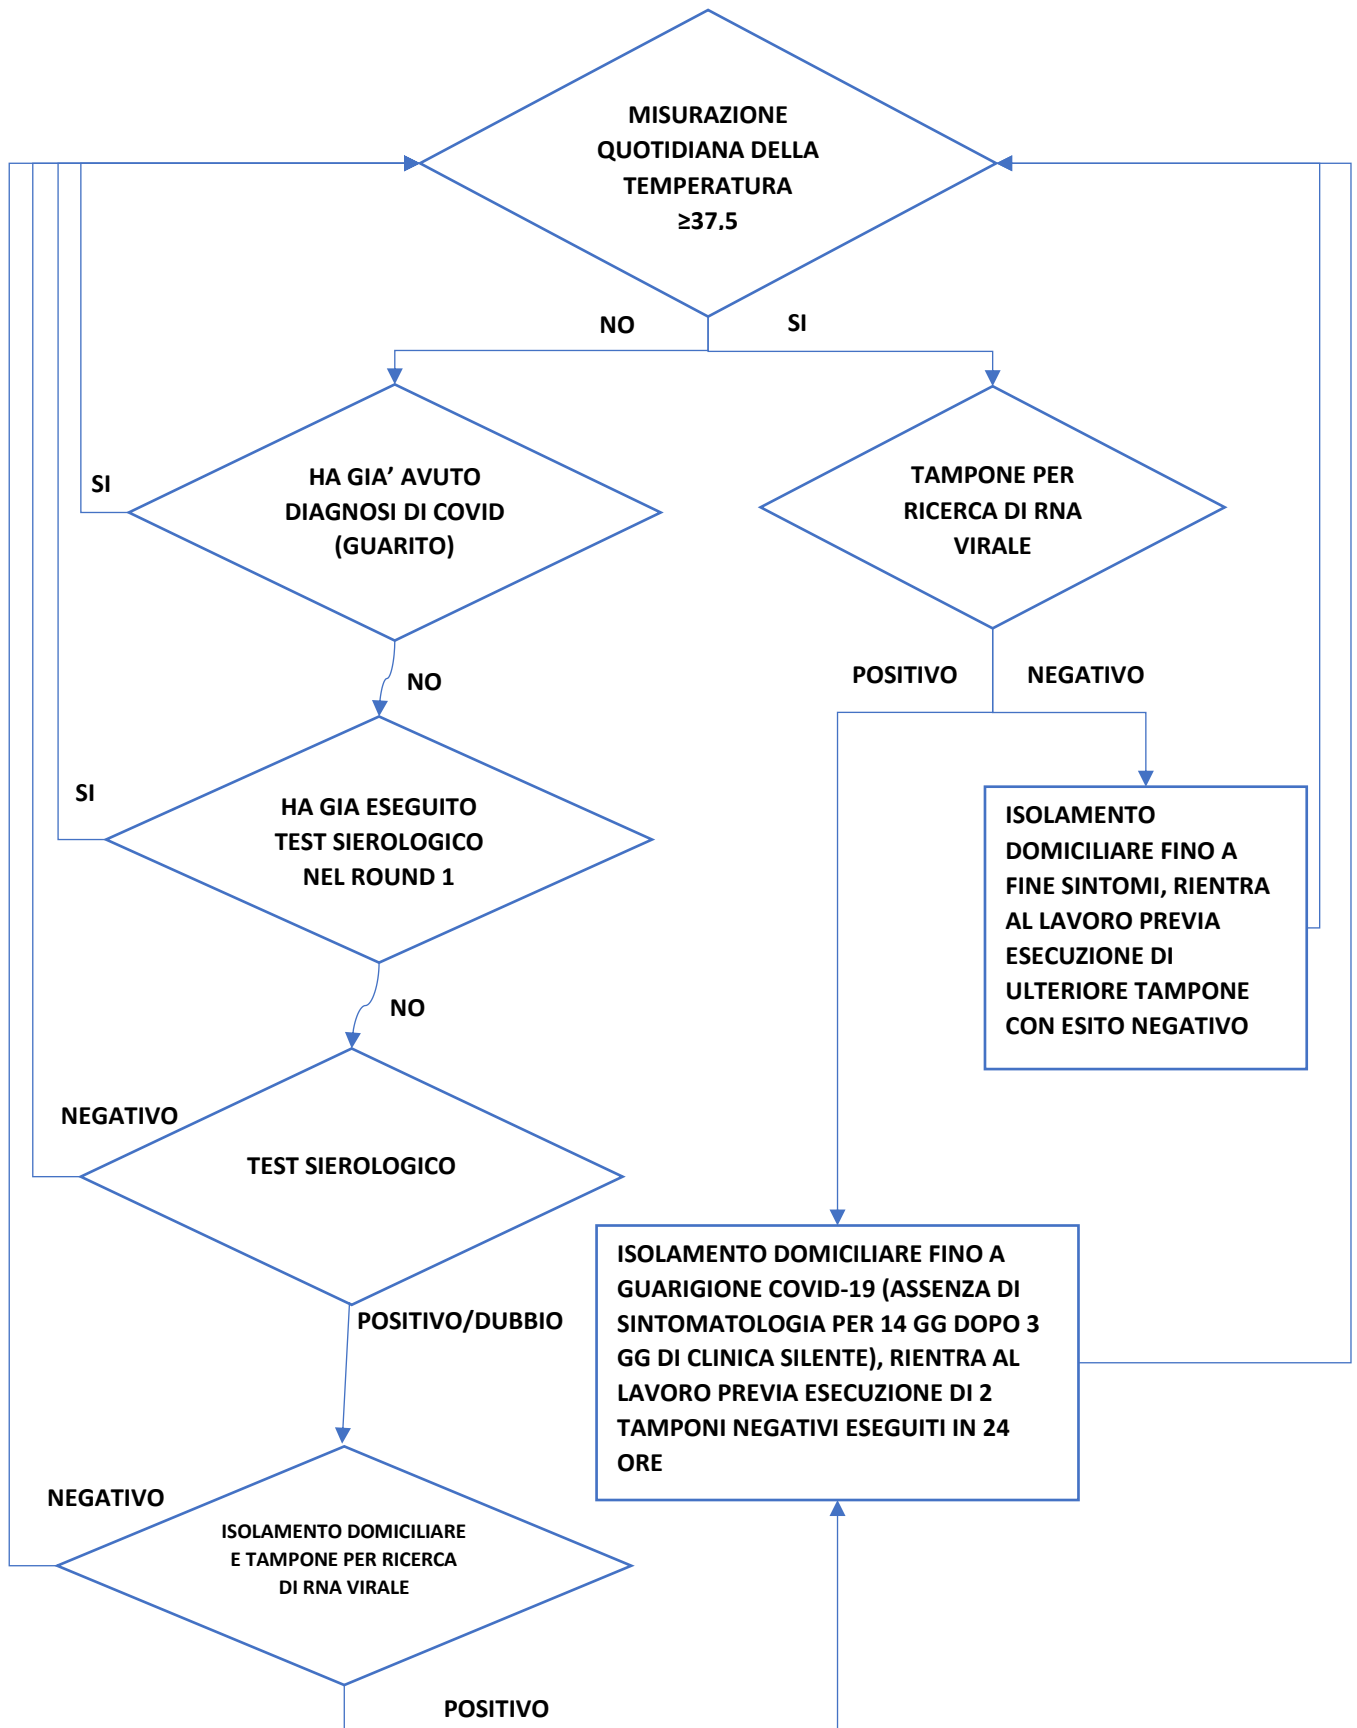 MISURAZIONE
QUOTIDIANA DELLA
TEMPERATURA
≥37,5
NO
SI
HA GIA’ AVUTO
DIAGNOSI DI COVID
(GUARITO)
SI
TAMPONE PER
RICERCA DI RNA
VIRALE
NO
POSITIVO
NEGATIVO
HA GIA ESEGUITO
TEST SIEROLOGICO
NEL ROUND 1
SI
ISOLAMENTO
DOMICILIARE FINO A
FINE SINTOMI, RIENTRA
AL LAVORO PREVIA
ESECUZIONE DI
ULTERIORE TAMPONE
CON ESITO NEGATIVO
NO
NEGATIVO
TEST SIEROLOGICO
POSITIVO/DUBBIO
ISOLAMENTO DOMICILIARE FINO A
GUARIGIONE COVID-19 (ASSENZA DI
SINTOMATOLOGIA PER 14 GG DOPO 3
GG DI CLINICA SILENTE), RIENTRA AL
LAVORO PREVIA ESECUZIONE DI 2
TAMPONI NEGATIVI ESEGUITI IN 24
ORE
NEGATIVO
ISOLAMENTO DOMICILIARE
E TAMPONE PER RICERCA
DI RNA VIRALE
POSITIVO